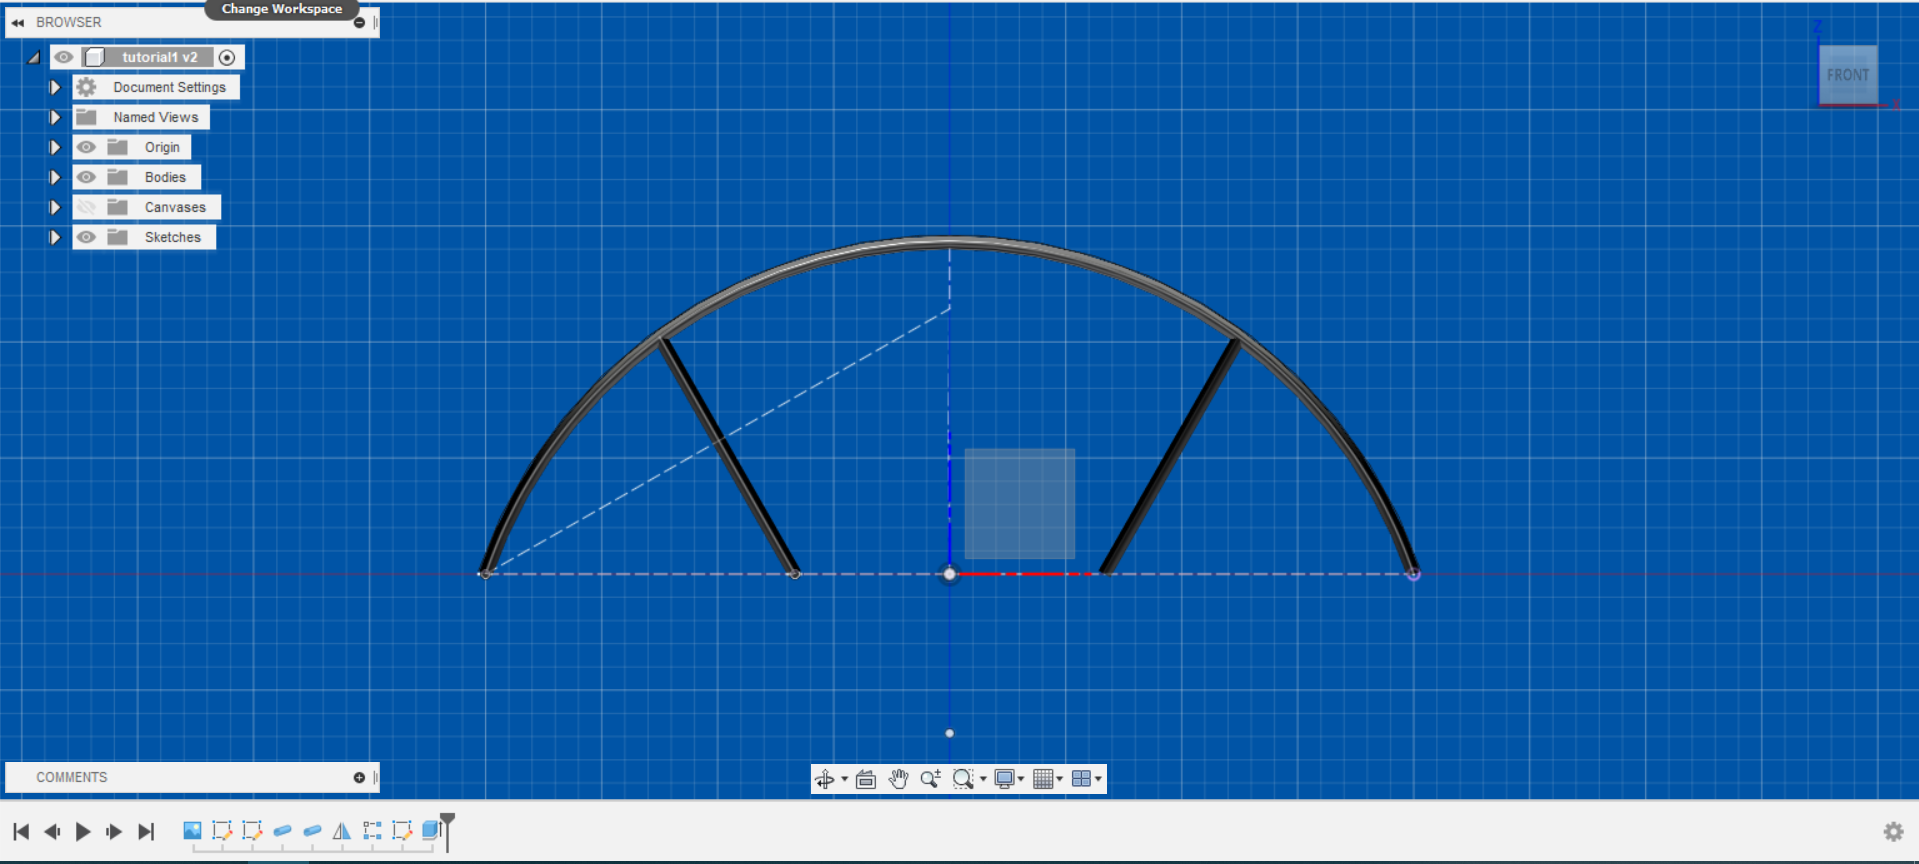 Change Workspace
BROWSER
tutorial1 v2
Document Settings
Named Views
Origin
Bodies
Canvases
Sketches
Z
FRONT
X
COMMENTS